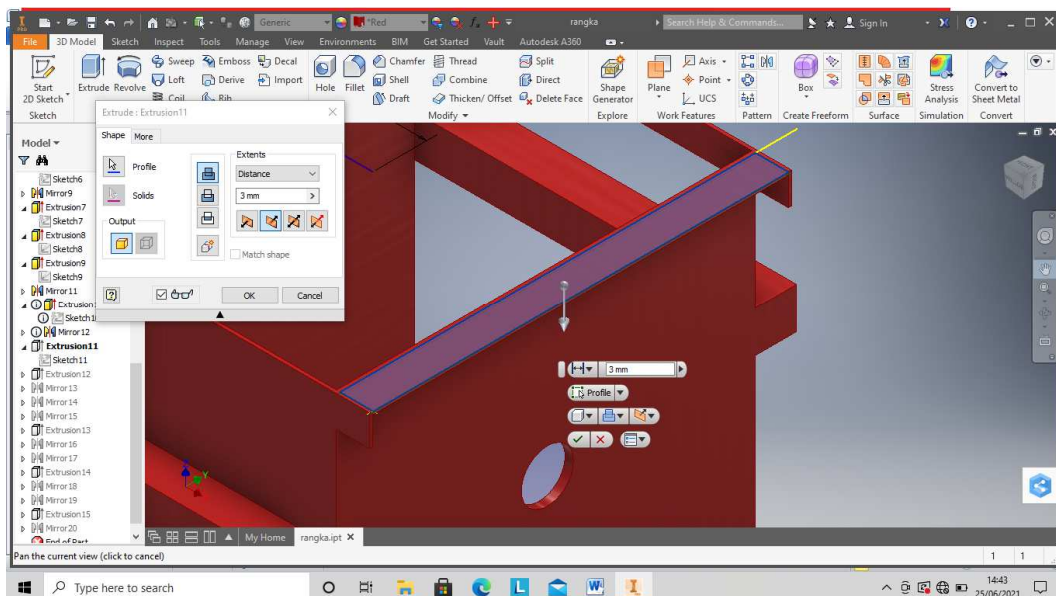 PRO
Generic
*Red
rangka
Search Help & Commands...
Sign In
File 3D Model Sketch Inspect Tools Manage View Environments BIM Get Started Vault Autodesk A360
Start
2D Sketch
Extrude Revolve
Sweep Emboss Decal
Loft Derive Import
Coil Rib
Hole Fillet
Chamfer Thread Split
Shell Combine Direct
Draft Thicken/ Offset Delete Face
Shape
Generator
Plane
Axis
Point
UCS
Box
Stress
Analysis
Convert to
Sheet Metal
Sketch Modify Explore Work Features Pattern Create Freeform Surface Simulation Convert
Extrude : Extrusion11
Shape More
Profile
Solids
Output
Extents
Distance
3 mm
Match shape
OK Cancel
Model
Sketch6
Mirror9
Extrusion7
Sketch7
Extrusion8
Sketch8
Extrusion9
Sketch9
Mirror11
Extrusion
Sketch1
Mirror12
Extrusion11
Sketch11
Extrusion12
Mirror13
Mirror14
Mirror15
Extrusion13
Mirror16
Mirror17
Extrusion14
Mirror18
Mirror19
Extrusion15
Mirror20
End of Part
3 mm
Profile
Y
My Home rangka.ipt
Pan the current view (click to cancel)
1 1
Type here to search
14:43
25/06/2021